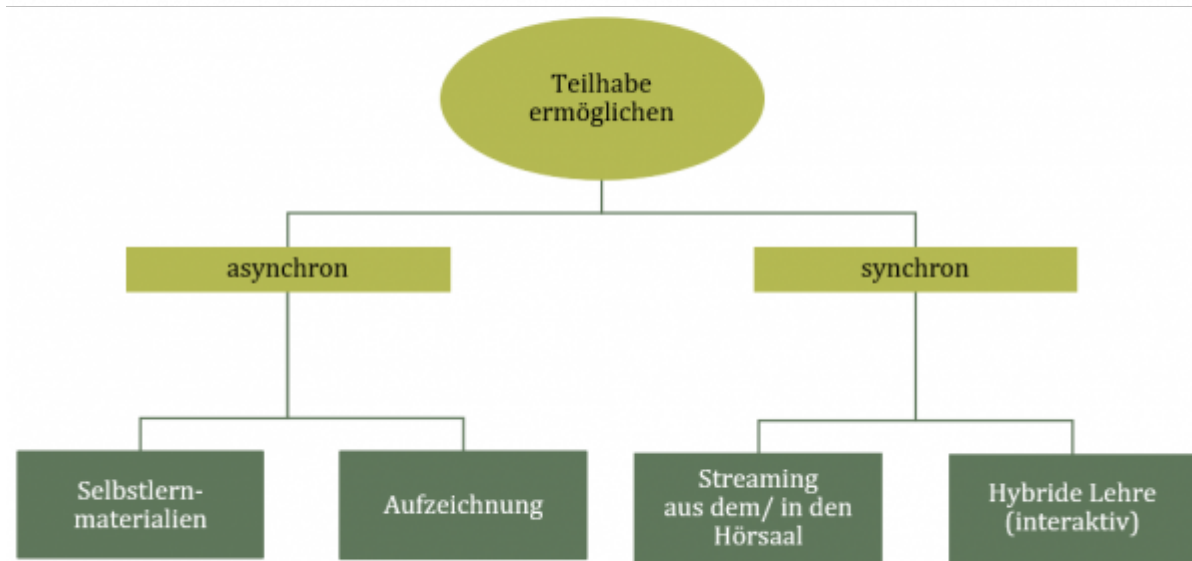 Teilhabe
ermöglichen
asynchron
synchron
Selbstlern-
materialien
Aufzeichnung
Streaming
aus dem/ in den
Hörsaal
Hybride Lehre
(interaktiv)